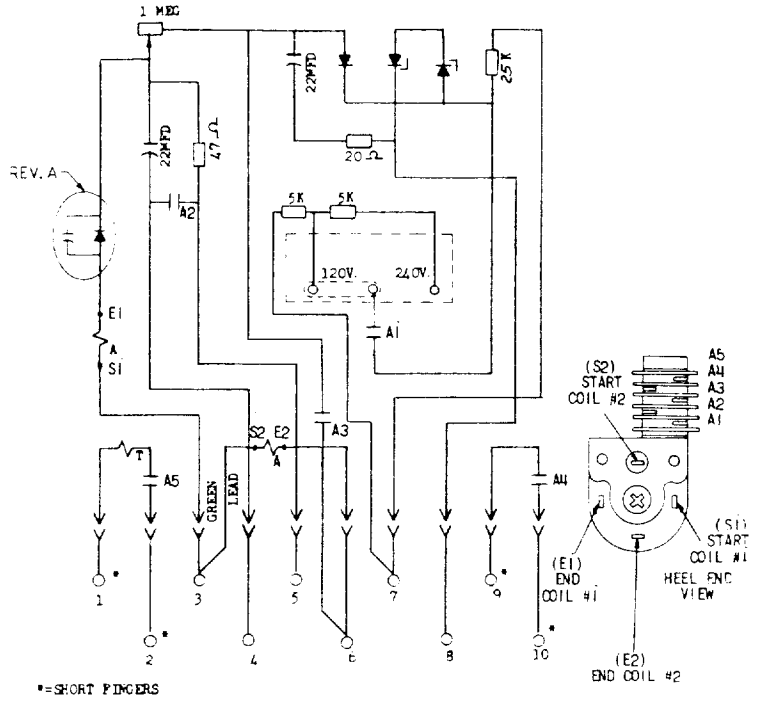 1 MEG
22MFD
47Ω
22MFD
25K
20Ω
REV. A
A2
5K
5K
120V.
240V.
A1
E1
A
S1
A3
S2
E2
A
T
A5
GREEN
LEAD
A4
1
*
2
*
3
4
5
6
7
8
9
*
10
*
*=SHORT FINGERS
A5
A4
A3
A2
A1
(S2)
START
COIL #2
(S1)
START
COIL #1
(E1)
END
COIL #1
HEEL END
VIEW
(E2)
END COIL #2